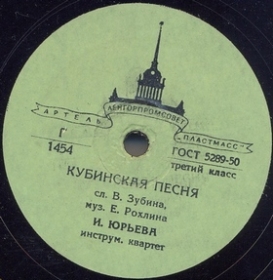 ЛЕНГОРПРОМСОВЕТ
АРТЕЛЬ „ПЛАСТМАСС"
Г ГОСТ 5289-50
1454 третий класс
КУБИНСКАЯ ПЕСНЯ
сл. В. Зубина,
муз. Е. Рохлина
И. ЮРЬЕВА
инструм. квартет